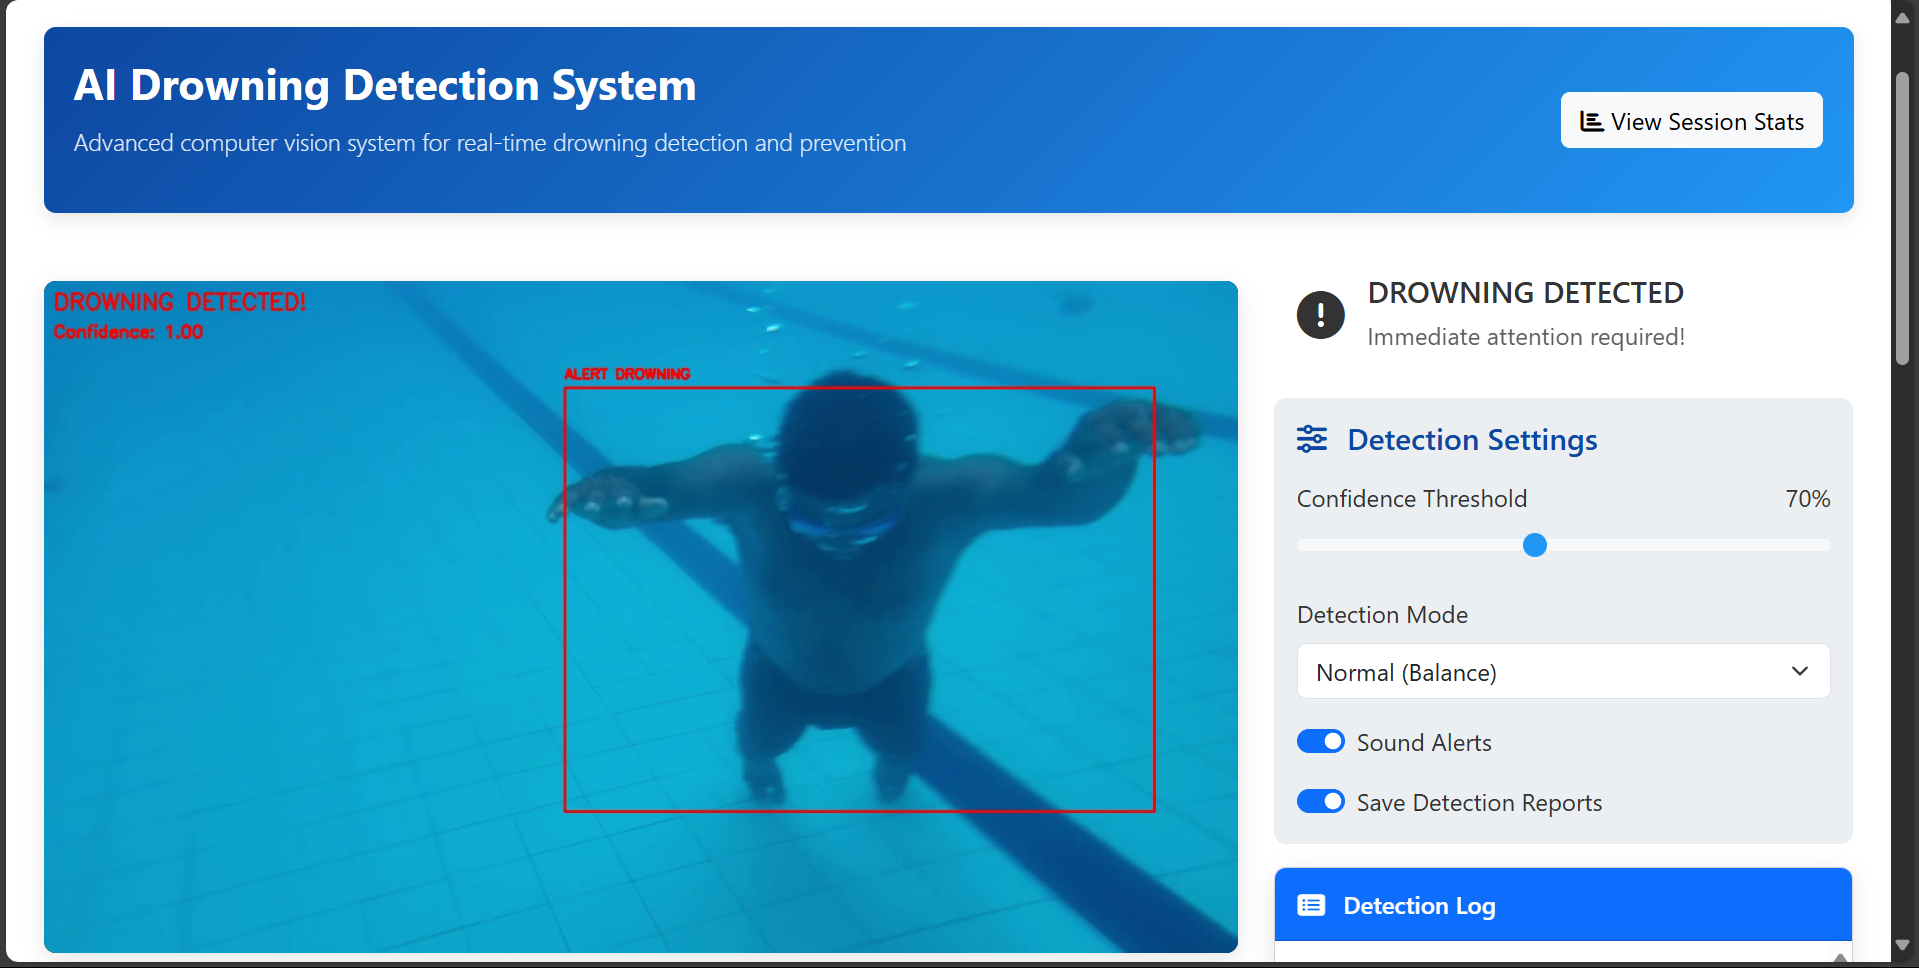 AI Drowning Detection System
Advanced computer vision system for real-time drowning detection and prevention
View Session Stats
DROWNING DETECTED!
Confidence: 1.00
ALERT DROWNING
DROWNING DETECTED
Immediate attention required!
Detection Settings
Confidence Threshold 70%
Detection Mode
Normal (Balance)
Sound Alerts
Save Detection Reports
Detection Log